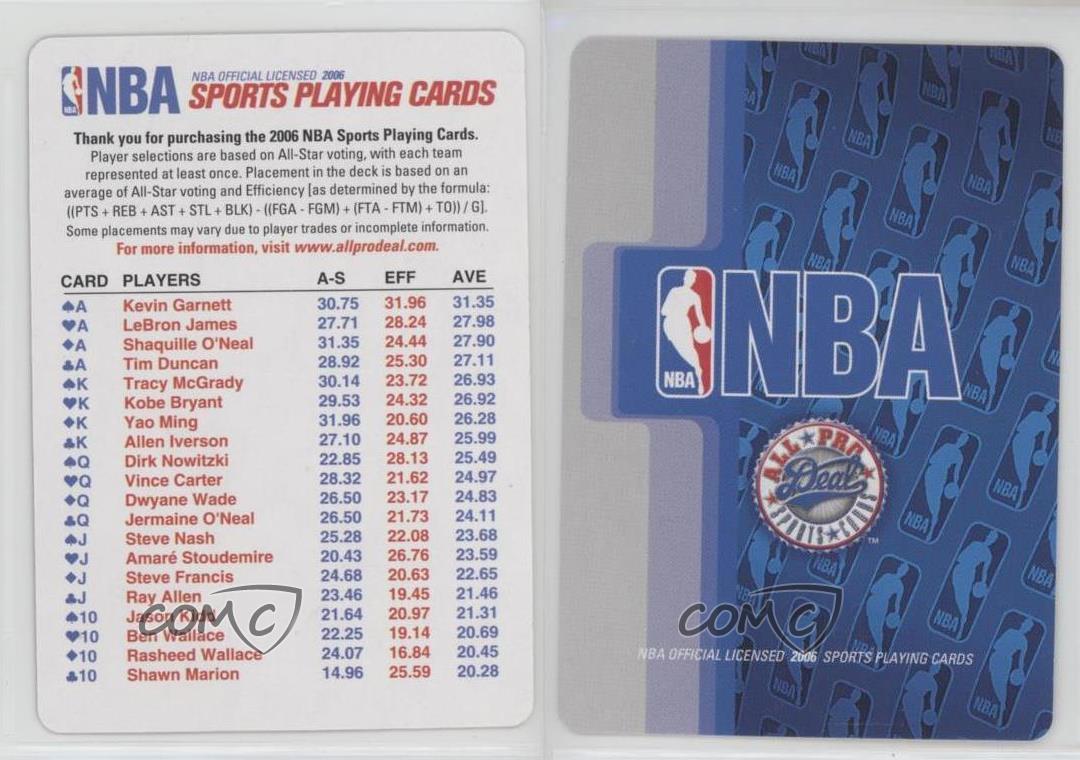 NBA NBA OFFICIAL LICENSED 2006
SPORTS PLAYING CARDS
NBA
Thank you for purchasing the 2006 NBA Sports Playing Cards.
Player selections are based on All-Star voting, with each team
represented at least once. Placement in the deck is based on an
average of All-Star voting and Efficiency [as determined by the formula:
((PTS + REB + AST + STL + BLK) - ((FGA - FGM) + (FTA - FTM) + TO)) / G].
Some placements may vary due to player trades or incomplete information.
For more information, visit www.allprodeal.com.
CARD PLAYERS A-S EFF AVE
♠A Kevin Garnett 30.75 31.96 31.35
♥A LeBron James 27.71 28.24 27.98
♦A Shaquille O'Neal 31.35 24.44 27.90
♣A Tim Duncan 28.92 25.30 27.11
♠K Tracy McGrady 30.14 23.72 26.93
♥K Kobe Bryant 29.53 24.32 26.92
♦K Yao Ming 31.96 20.60 26.28
♣K Allen Iverson 27.10 24.87 25.99
♠Q Dirk Nowitzki 22.85 28.13 25.49
♥Q Vince Carter 28.32 21.62 24.97
♦Q Dwyane Wade 26.50 23.17 24.83
♣Q Jermaine O'Neal 26.50 21.73 24.11
♠J Steve Nash 25.28 22.08 23.68
♥J Amaré Stoudemire 20.43 26.76 23.59
♦J Steve Francis 24.68 20.63 22.65
♣J Ray Allen 23.46 19.45 21.46
♠10 Jason Kidd 21.64 20.97 21.31
♥10 Ben Wallace 22.25 19.14 20.69
♦10 Rasheed Wallace 24.07 16.84 20.45
♣10 Shawn Marion 14.96 25.59 20.28
COMC
NBA
NBA
ALL PRO
Deal
SPORTS CARDS
TM
COMC
NBA OFFICIAL LICENSED 2006 SPORTS PLAYING CARDS